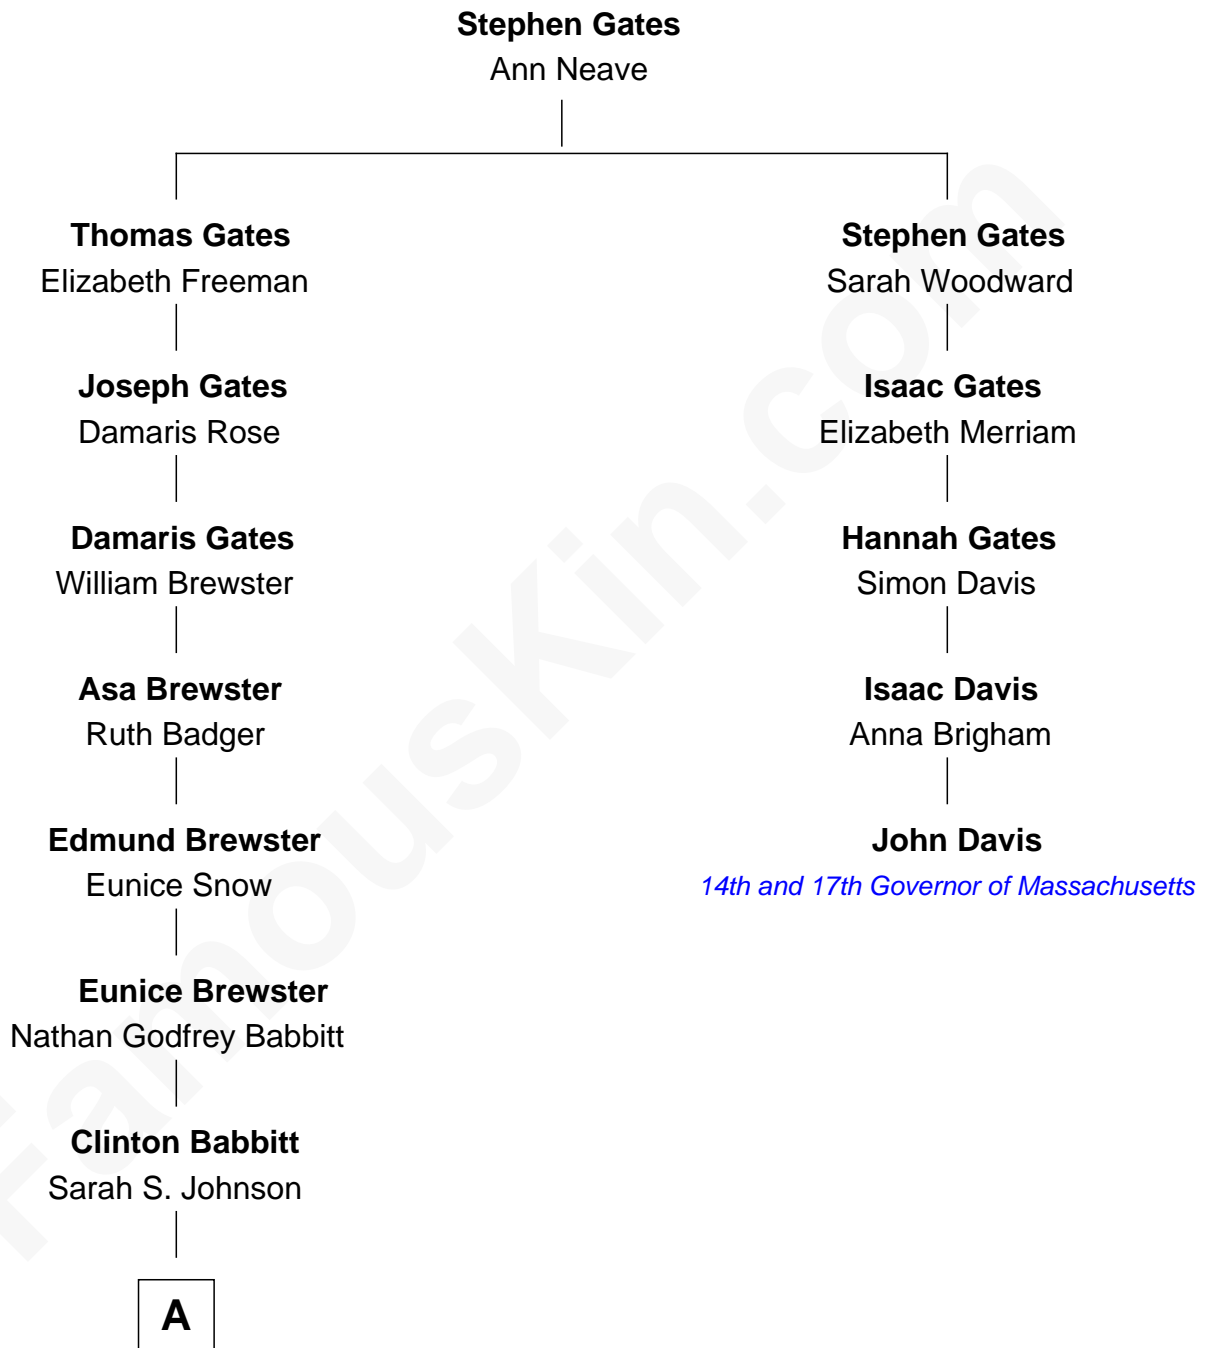 Stephen Gates
Ann Neave
Thomas Gates
Elizabeth Freeman
Stephen Gates
Sarah Woodward
Joseph Gates
Damaris Rose
Isaac Gates
Elizabeth Merriam
Damaris Gates
William Brewster
Hannah Gates
Simon Davis
Asa Brewster
Ruth Badger
Isaac Davis
Anna Brigham
Edmund Brewster
Eunice Snow
John Davis
14th and 17th Governor of Massachusetts
Eunice Brewster
Nathan Godfrey Babbitt
Clinton Babbitt
Sarah S. Johnson
A
FamousKin.com